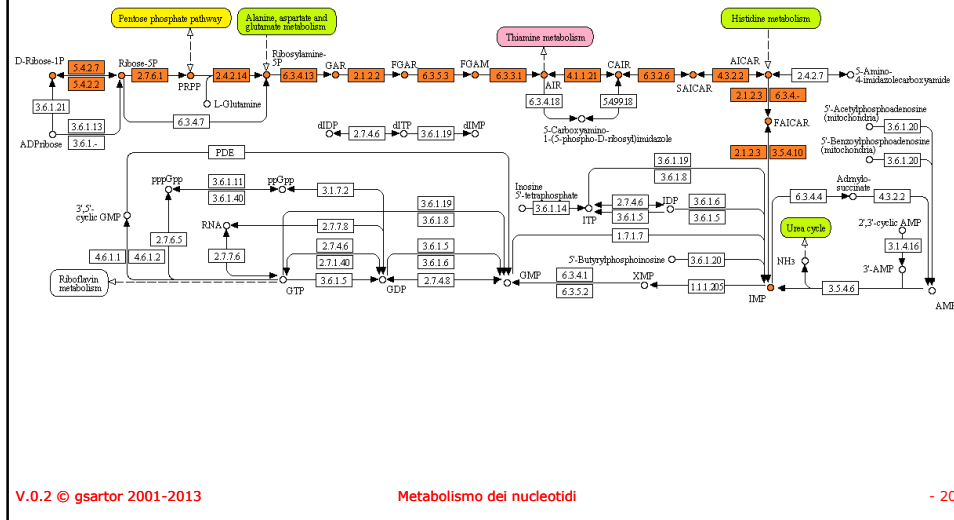 Pentose phosphate pathway
Alanine, aspartate and
glutamate metabolism
Histidine metabolism
Thiamine metabolism
D-Ribose-1P
5.4.2.7
5.4.2.2
Ribose-5P
2.7.6.1
PRPP
2.4.2.14
Ribosylamine-
5P
6.3.4.13
GAR
2.1.2.2
FGAR
6.3.5.3
FGAM
6.3.3.1
AIR
4.1.1.21
CAIR
6.3.2.6
SAICAR
4.3.2.2
AICAR
2.4.2.7
5-Amino-
4-imidazolecarboxyamide
3.6.1.21
3.6.1.13
3.6.1.-
ADPribose
L-Glutamine
6.3.4.7
6.3.4.18
5.4.99.18
5-Carboxyamino-
1-(5-phospho-D-ribosyl)imidazole
2.1.2.3
6.3.4.-
FAICAR
2.1.2.3
3.5.4.10
5'-Acetylphosphoadenosine
(mitochondria)
3.6.1.20
5'-Benzoylphosphoadenosine
(mitochondria)
3.6.1.20
dIDP
2.7.4.6
dITP
3.6.1.19
dIMP
PDE
pppGpp
3.6.1.11
3.6.1.40
ppGpp
3.1.7.2
3.6.1.19
3.6.1.8
3.6.1.19
3.6.1.8
Inosine
5'-tetraphosphate
3.6.1.14
ITP
2.7.4.6
3.6.1.5
IDP
3.6.1.6
3.6.1.5
6.3.4.4
4.3.2.2
3',5'-
cyclic GMP
RNA
2.7.7.8
2.7.6.5
2.7.7.6
2.7.4.6
2.7.1.40
3.6.1.5
3.6.1.6
1.7.1.7
Urea cycle
2',3'-cyclic AMP
3.1.4.16
3'-AMP
4.6.1.1
4.6.1.2
5'-Butyrylphosphoinosine
3.6.1.20
NH3
Riboflavin
metabolism
GTP
3.6.1.5
GDP
2.7.4.8
GMP
6.3.4.1
6.3.5.2
XMP
1.1.1.205
IMP
3.5.4.6
AMP
V.0.2 © gsartor 2001-2013
Metabolismo dei nucleotidi
- 20